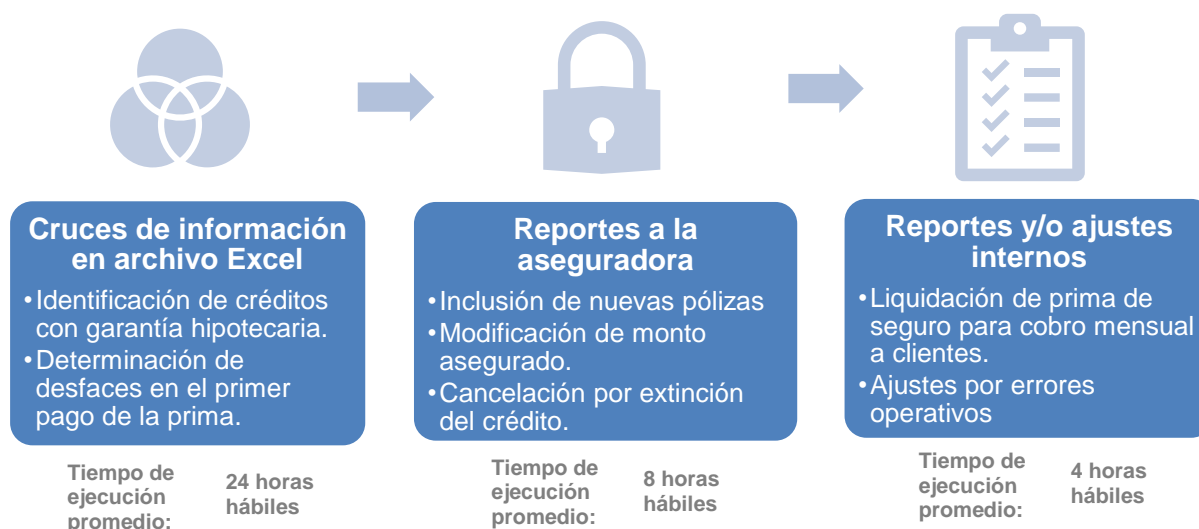 Cruces de información
en archivo Excel
•Identificación de créditos
con garantía hipotecaria.
•Determinación de
desfaces en el primer
pago de la prima.
Tiempo de
ejecución
promedio:
24 horas
hábiles
Reportes a la
aseguradora
•Inclusión de nuevas pólizas
•Modificación de monto
asegurado.
•Cancelación por extinción
del crédito.
Tiempo de
ejecución
promedio:
8 horas
hábiles
Reportes y/o ajustes
internos
•Liquidación de prima de
seguro para cobro mensual
a clientes.
•Ajustes por errores
operativos
Tiempo de
ejecución
promedio:
4 horas
hábiles